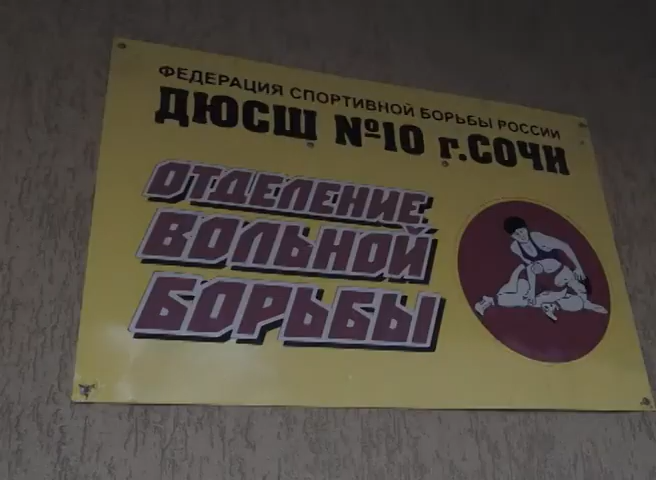 ФЕДЕРАЦИЯ СПОРТИВНОЙ БОРЬБЫ РОССИИ
ДЮСШ №10 г.СОЧИ
ОТДЕЛЕНИЕ
ВОЛЬНОЙ
БОРЬБЫ